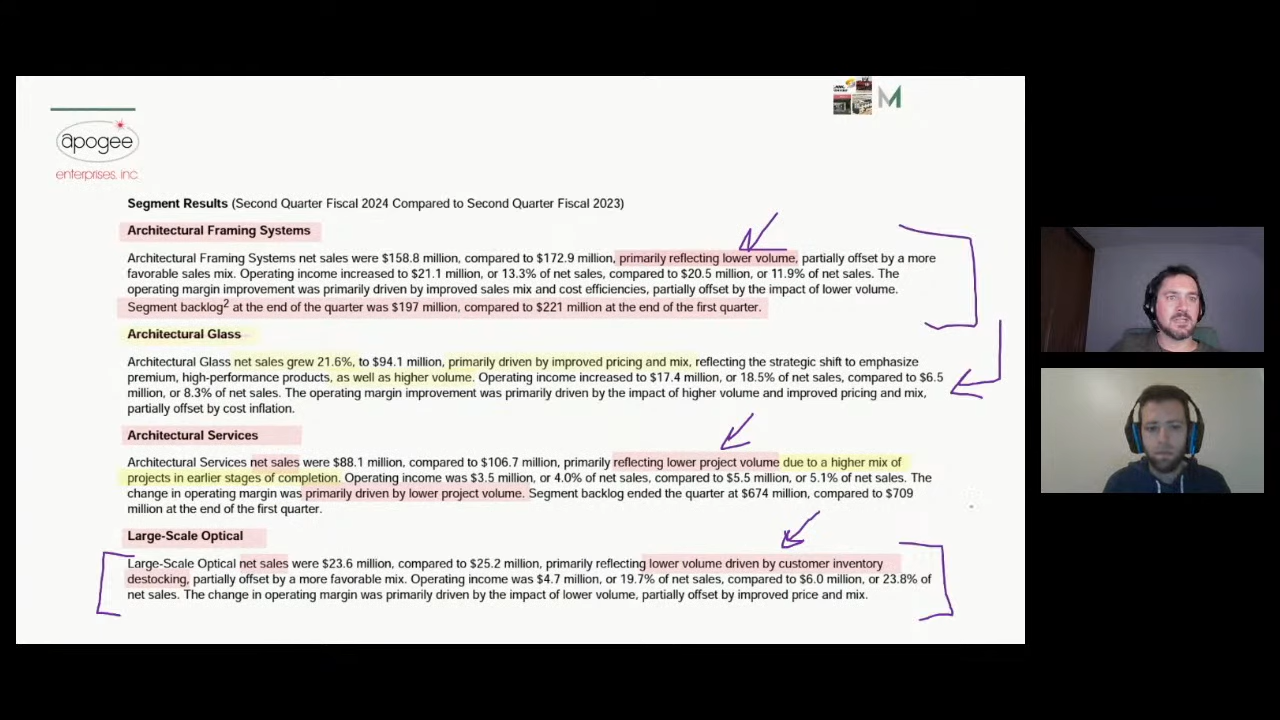 apogee
enterprises, inc
M
Segment Results (Second Quarter Fiscal 2024 Compared to Second Quarter Fiscal 2023)
Architectural Framing Systems
Architectural Framing Systems net sales were $158.8 million, compared to $172.9 million, primarily reflecting lower volume, partially offset by a more
favorable sales mix. Operating income increased to $21.1 million, or 13.3% of net sales, compared to $20.5 million, or 11.9% of net sales. The
operating margin improvement was primarily driven by improved sales mix and cost efficiencies, partially offset by the impact of lower volume.
Segment backlog2 at the end of the quarter was $197 million, compared to $221 million at the end of the first quarter.
Architectural Glass
Architectural Glass net sales grew 21.6%, to $94.1 million, primarily driven by improved pricing and mix, reflecting the strategic shift to emphasize
premium, high-performance products, as well as higher volume. Operating income increased to $17.4 million, or 18.5% of net sales, compared to $6.5
million, or 8.3% of net sales. The operating margin improvement was primarily driven by the impact of higher volume and improved pricing and mix,
partially offset by cost inflation.
Architectural Services
Architectural Services net sales were $88.1 million, compared to $106.7 million, primarily reflecting lower project volume due to a higher mix of
projects in earlier stages of completion. Operating income was $3.5 million, or 4.0% of net sales, compared to $5.5 million, or 5.1% of net sales. The
change in operating margin was primarily driven by lower project volume. Segment backlog ended the quarter at $674 million, compared to $709
million at the end of the first quarter.
Large-Scale Optical
Large-Scale Optical net sales were $23.6 million, compared to $25.2 million, primarily reflecting lower volume driven by customer inventory
destocking, partially offset by a more favorable mix. Operating income was $4.7 million, or 19.7% of net sales, compared to $6.0 million, or 23.8% of
net sales. The change in operating margin was primarily driven by the impact of lower volume, partially offset by improved price and mix.